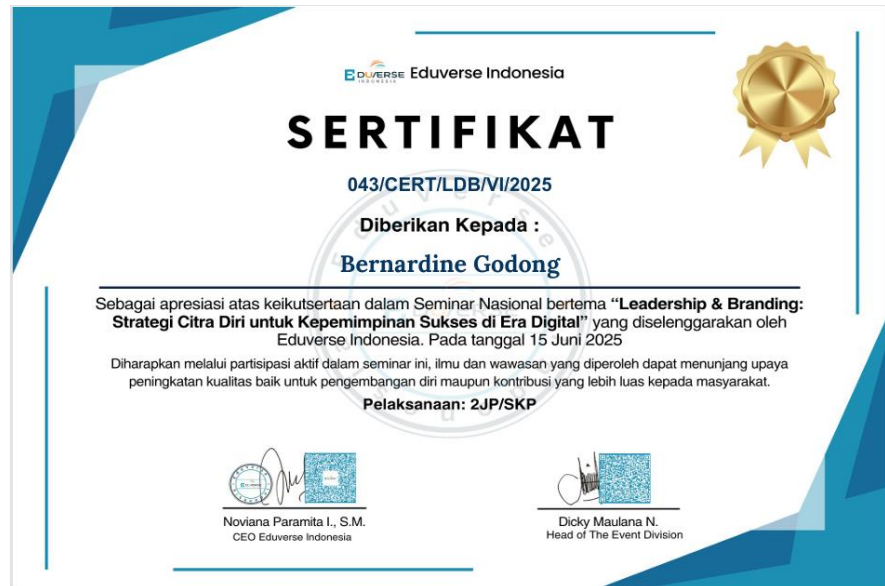 EDUVERSE INDONESIA Eduverse Indonesia
SERTIFIKAT
043/CERT/LDB/VI/2025
Diberikan Kepada :
Bernardine Godong
Sebagai apresiasi atas keikutsertaan dalam Seminar Nasional bertema “Leadership & Branding:
Strategi Citra Diri untuk Kepemimpinan Sukses di Era Digital” yang diselenggarakan oleh
Eduverse Indonesia. Pada tanggal 15 Juni 2025
Diharapkan melalui partisipasi aktif dalam seminar ini, ilmu dan wawasan yang diperoleh dapat menunjang upaya
peningkatan kualitas baik untuk pengembangan diri maupun kontribusi yang lebih luas kepada masyarakat.
Pelaksanaan: 2JP/SKP
Noviana Paramita I., S.M.
CEO Eduverse Indonesia
Dicky Maulana N.
Head of The Event Division